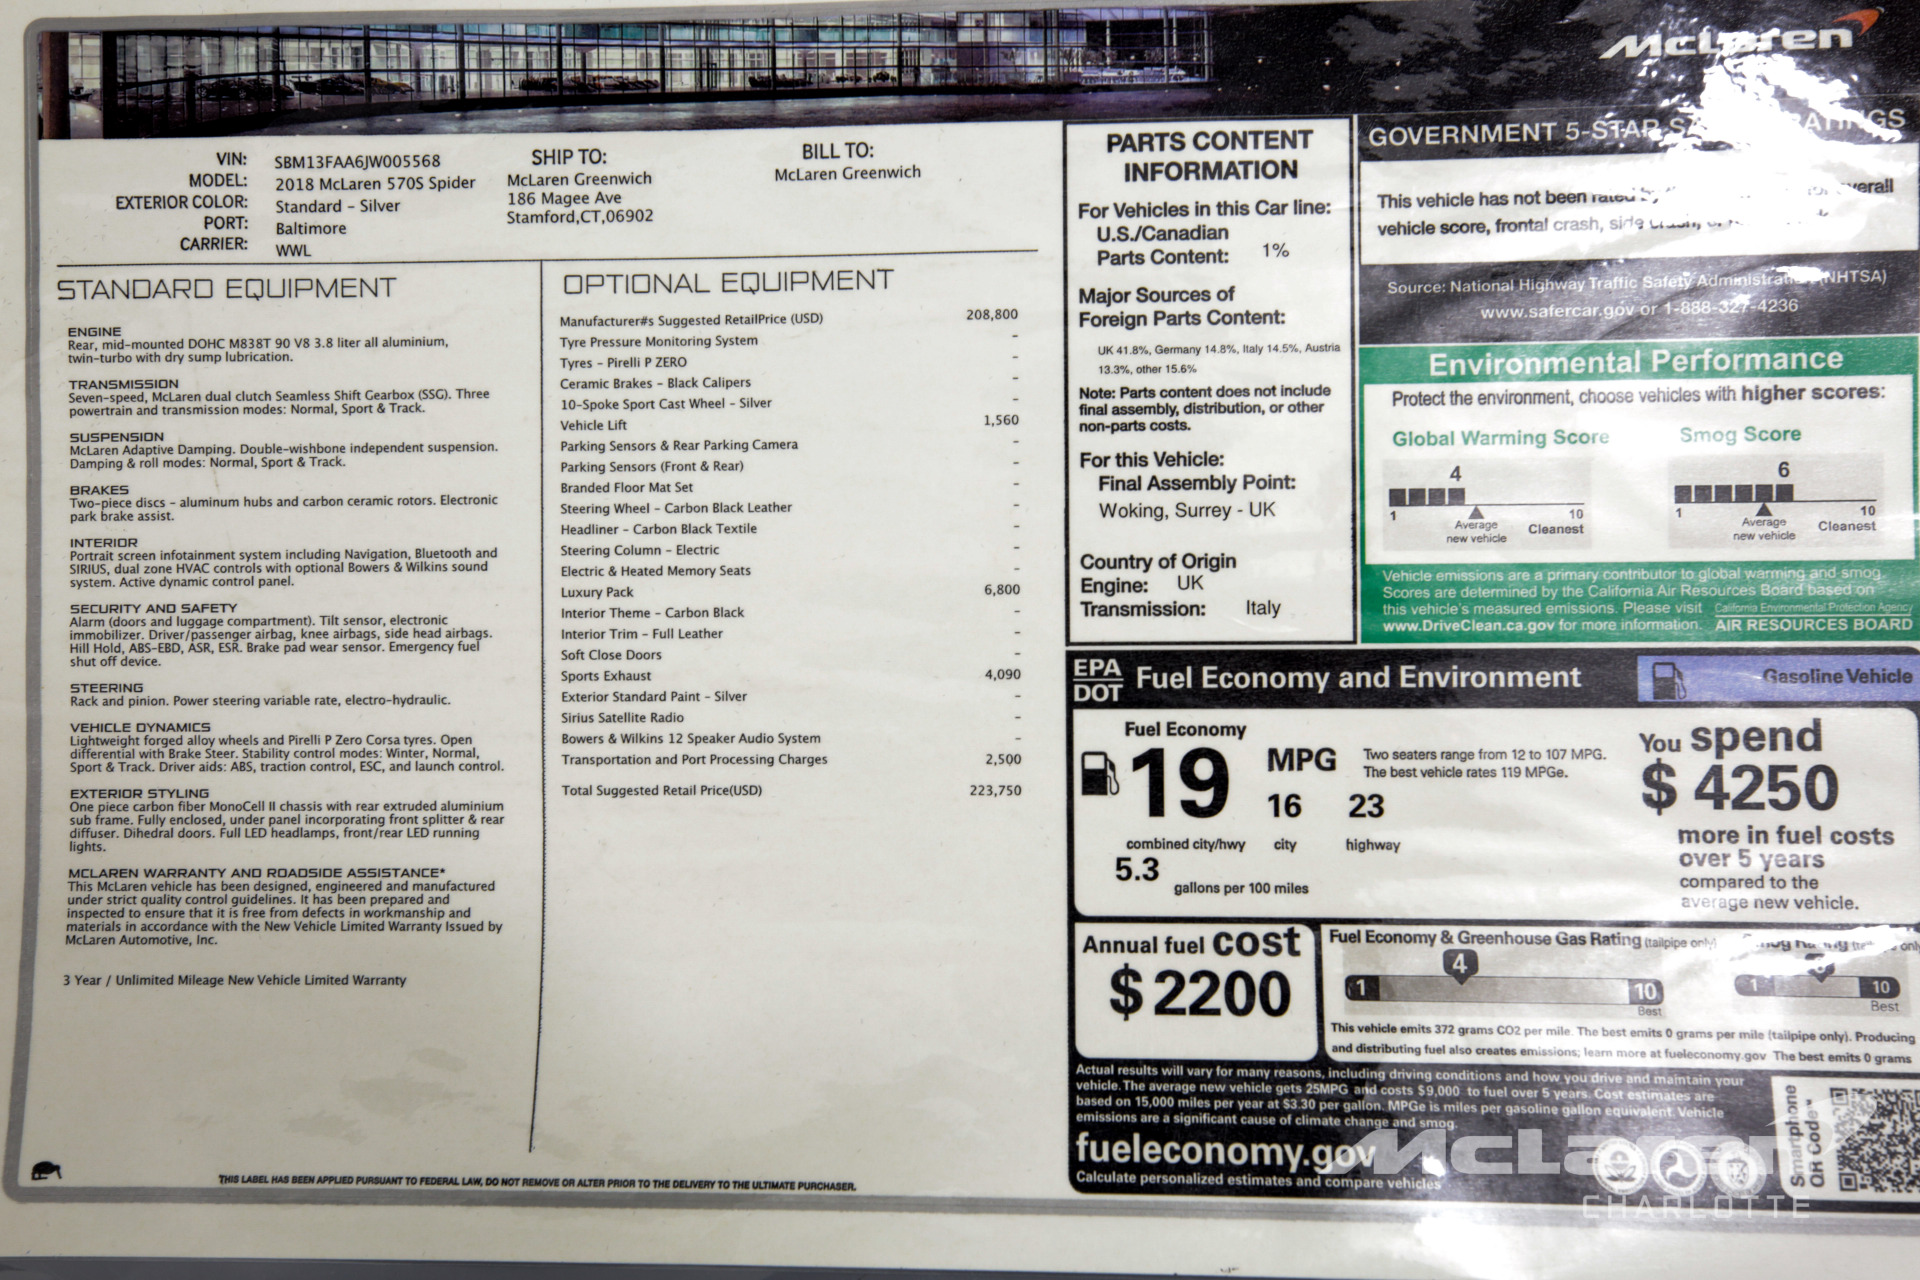 McLaren
VIN: SBM13FAA6JW005568
MODEL: 2018 McLaren 570S Spider
EXTERIOR COLOR: Standard - Silver
PORT: Baltimore
CARRIER: WWL
SHIP TO:
McLaren Greenwich
186 Magee Ave
Stamford,CT,06902
BILL TO:
McLaren Greenwich
STANDARD EQUIPMENT
ENGINE
Rear, mid-mounted DOHC M838T 90 V8 3.8 liter all aluminium,
twin-turbo with dry sump lubrication.
TRANSMISSION
Seven-speed, McLaren dual clutch Seamless Shift Gearbox (SSG). Three
powertrain and transmission modes: Normal, Sport & Track.
SUSPENSION
McLaren Adaptive Damping. Double-wishbone independent suspension.
Damping & roll modes: Normal, Sport & Track.
BRAKES
Two-piece discs - aluminum hubs and carbon ceramic rotors. Electronic
park brake assist.
INTERIOR
Portrait screen infotainment system including Navigation, Bluetooth and
SIRIUS, dual zone HVAC controls with optional Bowers & Wilkins sound
system. Active dynamic control panel.
SECURITY AND SAFETY
Alarm (doors and luggage compartment). Tilt sensor, electronic
immobilizer. Driver/passenger airbag, knee airbags, side head airbags.
Hill Hold, ABS-EBD, ASR, ESR. Brake pad wear sensor. Emergency fuel
shut off device.
STEERING
Rack and pinion. Power steering variable rate, electro-hydraulic.
VEHICLE DYNAMICS
Lightweight forged alloy wheels and Pirelli P Zero Corsa tyres. Open
differential with Brake Steer. Stability control modes: Winter, Normal,
Sport & Track. Driver aids: ABS, traction control, ESC, and launch control.
EXTERIOR STYLING
One piece carbon fiber MonoCell II chassis with rear extruded aluminium
sub frame. Fully enclosed, under panel incorporating front splitter & rear
diffuser. Dihedral doors. Full LED headlamps, front/rear LED running
lights.
MCLAREN WARRANTY AND ROADSIDE ASSISTANCE*
This McLaren vehicle has been designed, engineered and manufactured
under strict quality control guidelines. It has been prepared and
inspected to ensure that it is free from defects in workmanship and
materials in accordance with the New Vehicle Limited Warranty Issued by
McLaren Automotive, Inc.
3 Year / Unlimited Mileage New Vehicle Limited Warranty
OPTIONAL EQUIPMENT
Manufacturer#s Suggested RetailPrice (USD) 208,800
Tyre Pressure Monitoring System -
Tyres - Pirelli P ZERO -
Ceramic Brakes - Black Calipers -
10-Spoke Sport Cast Wheel - Silver -
Vehicle Lift 1,560
Parking Sensors & Rear Parking Camera -
Parking Sensors (Front & Rear) -
Branded Floor Mat Set -
Steering Wheel - Carbon Black Leather -
Headliner - Carbon Black Textile -
Steering Column - Electric -
Electric & Heated Memory Seats -
Luxury Pack 6,800
Interior Theme - Carbon Black -
Interior Trim - Full Leather -
Soft Close Doors -
Sports Exhaust 4,090
Exterior Standard Paint - Silver -
Sirius Satellite Radio -
Bowers & Wilkins 12 Speaker Audio System -
Transportation and Port Processing Charges 2,500
Total Suggested Retail Price(USD) 223,750
THIS LABEL HAS BEEN APPLIED PURSUANT TO FEDERAL LAW, DO NOT REMOVE OR ALTER PRIOR TO THE DELIVERY TO THE ULTIMATE PURCHASER.
PARTS CONTENT
INFORMATION
For Vehicles in this Car line:
U.S./Canadian
Parts Content: 1%
Major Sources of
Foreign Parts Content:
UK 41.8%, Germany 14.8%, Italy 14.5%, Austria
13.3%, other 15.6%
Note: Parts content does not include
final assembly, distribution, or other
non-parts costs.
For this Vehicle:
Final Assembly Point:
Woking, Surrey - UK
Country of Origin
Engine: UK
Transmission: Italy
GOVERNMENT 5-STAR RATINGS
This vehicle has not been rated overall
vehicle score, frontal crash, side crash,
Source: National Highway Traffic Safety Administration (NHTSA)
www.safercar.gov or 1-888-327-4236
Environmental Performance
Protect the environment, choose vehicles with higher scores:
Global Warming Score
4
1 10
Average
new vehicle
Cleanest
Smog Score
6
1 10
Average
new vehicle
Cleanest
Vehicle emissions are a primary contributor to global warming and smog.
Scores are determined by the California Air Resources Board based on
this vehicle's measured emissions. Please visit
www.DriveClean.ca.gov for more information.
California Environmental Protection Agency
AIR RESOURCES BOARD
EPA
DOT
Fuel Economy and Environment
Gasoline Vehicle
Fuel Economy
19 MPG
16 23
combined city/hwy city highway
5.3 gallons per 100 miles
Two seaters range from 12 to 107 MPG.
The best vehicle rates 119 MPGe.
You spend
$4250
more in fuel costs
over 5 years
compared to the
average new vehicle.
Annual fuel cost
$2200
Fuel Economy & Greenhouse Gas Rating (tailpipe only)
4
1 10
Best
1 10
Best
This vehicle emits 372 grams CO2 per mile. The best emits 0 grams per mile (tailpipe only). Producing
and distributing fuel also creates emissions; learn more at fueleconomy.gov The best emits 0 grams
Actual results will vary for many reasons, including driving conditions and how you drive and maintain your
vehicle. The average new vehicle gets 25MPG and costs $9,000 to fuel over 5 years. Cost estimates are
based on 15,000 miles per year at $3.30 per gallon. MPGe is miles per gasoline gallon equivalent. Vehicle
emissions are a significant cause of climate change and smog.
fueleconomy.gov
Calculate personalized estimates and compare vehicles
Smartphone
QR Code™
McLaren
CHARLOTTE